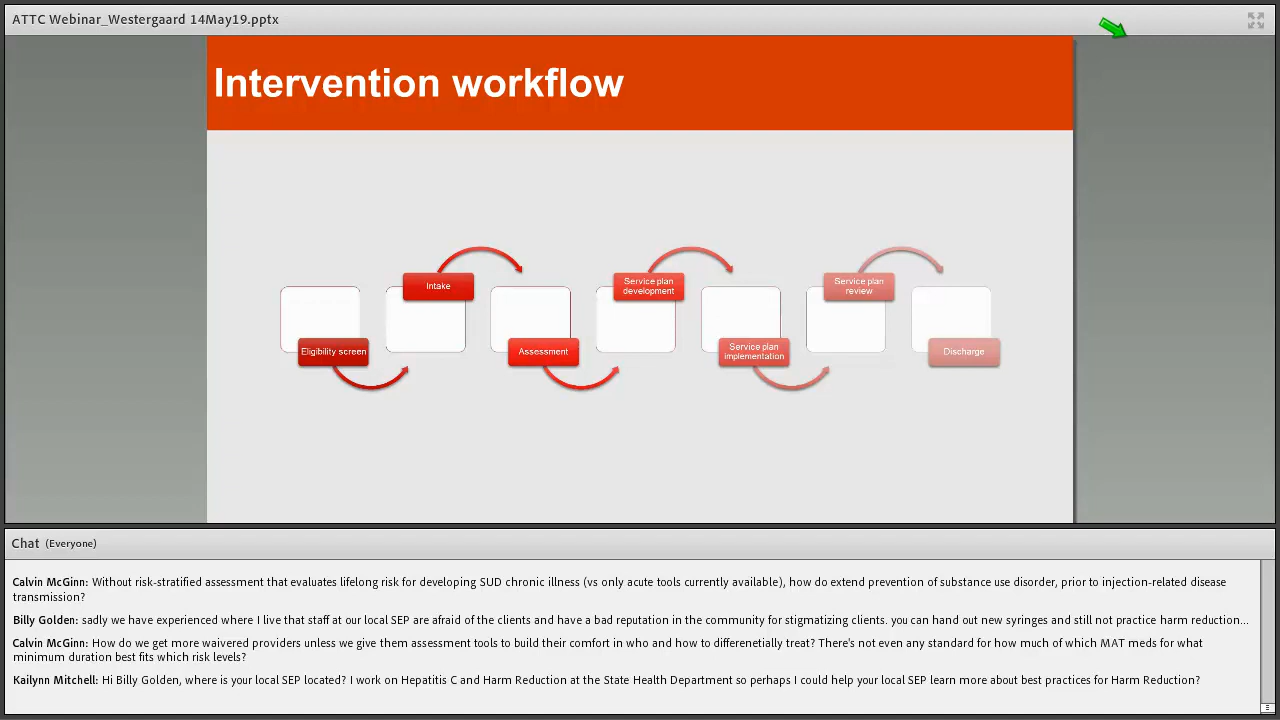 ATTC Webinar_Westergaard 14May19.pptx
Intervention workflow
Eligibility screen
Intake
Assessment
Service plan
development
Service plan
implementation
Service plan
review
Discharge
Chat (Everyone)
Calvin McGinn: Without risk-stratified assessment that evaluates lifelong risk for developing SUD chronic illness (vs only acute tools currently available), how do extend prevention of substance use disorder, prior to injection-related disease
transmission?
Billy Golden: sadly we have experienced where I live that staff at our local SEP are afraid of the clients and have a bad reputation in the community for stigmatizing clients. you can hand out new syringes and still not practice harm reduction...
Calvin McGinn: How do we get more waivered providers unless we give them assessment tools to build their comfort in who and how to differenetially treat? There's not even any standard for how much of which MAT meds for what
minimum duration best fits which risk levels?
Kailynn Mitchell: Hi Billy Golden, where is your local SEP located? I work on Hepatitis C and Harm Reduction at the State Health Department so perhaps I could help your local SEP learn more about best practices for Harm Reduction?